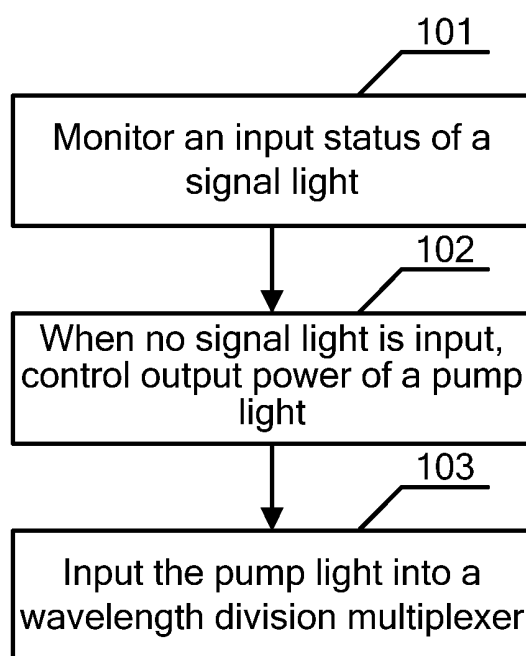 101
Monitor an input status of a
signal light
102
When no signal light is input,
control output power of a pump
light
103
Input the pump light into a
wavelength division multiplexer